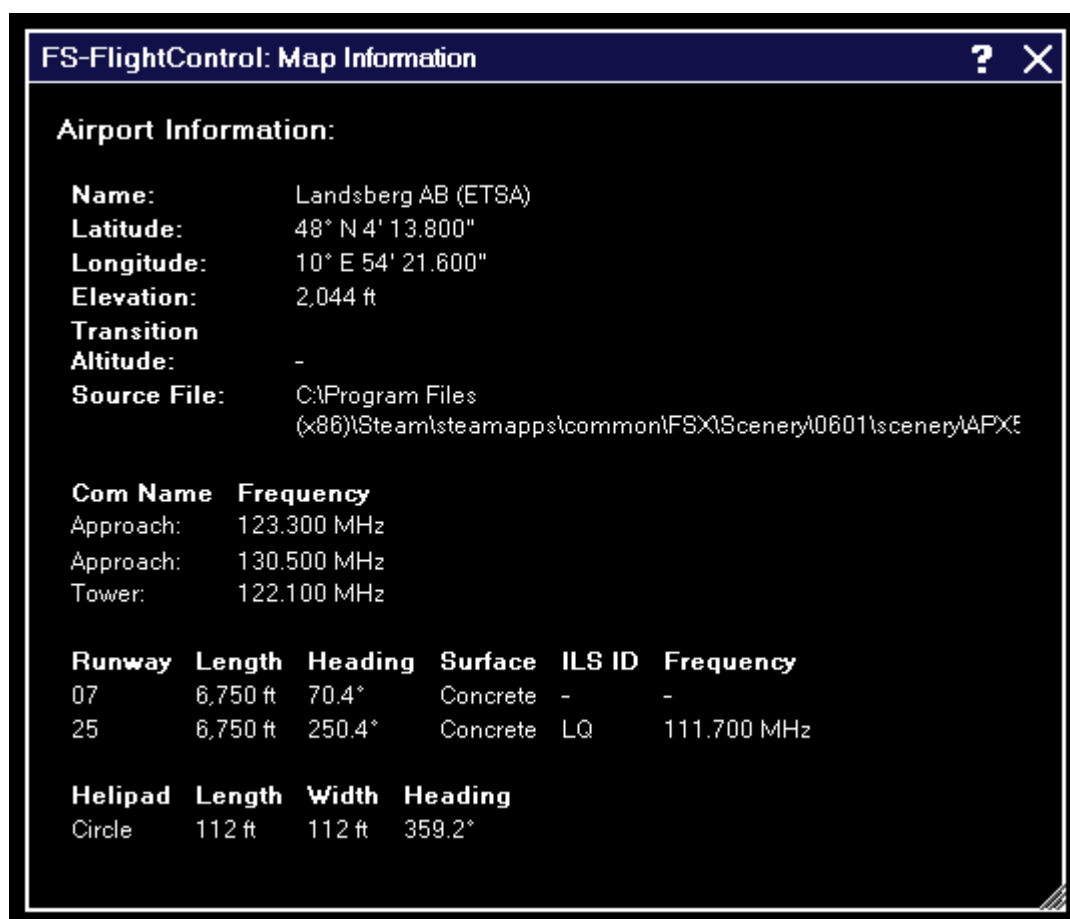 FS-FlightControl: Map Information ? X
Airport Information:
Name: Landsberg AB (ETSA)
Latitude: 48° N 4' 13.800"
Longitude: 10° E 54' 21.600"
Elevation: 2,044 ft
Transition
Altitude: -
Source File: C:\Program Files
(x86)\Steam\steamapps\common\FSX\Scenery\0601\scenery\APX5
Com Name Frequency
Approach: 123.300 MHz
Approach: 130.500 MHz
Tower: 122.100 MHz
Runway Length Heading Surface ILS ID Frequency
07 6,750 ft 70.4° Concrete - -
25 6,750 ft 250.4° Concrete LQ 111.700 MHz
Helipad Length Width Heading
Circle 112 ft 112 ft 359.2°